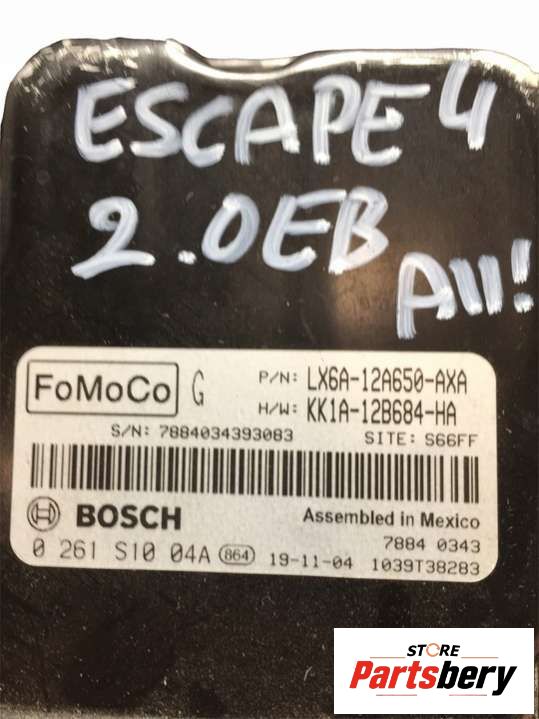 ESCAPE 4
2.0EB
All!
FoMoCo G
P/N: LX6A-12A650-AXA
H/W: KK1A-12B684-HA
S/N: 7884034393083 SITE: S66FF
BOSCH Assembled in Mexico
7884 0343
0 261 S10 04A 864 19-11-04 1039T38283
STORE
Partsbery